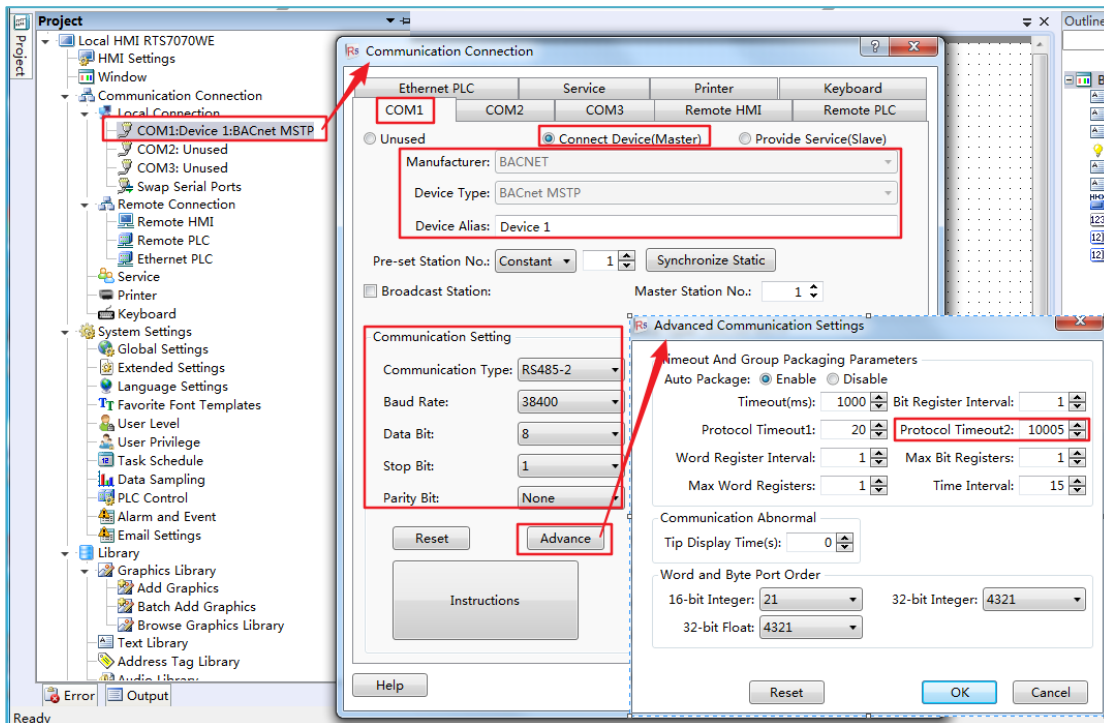 Project
Project
Local HMI RTS7070WE
HMI Settings
Window
Communication Connection
Local Connection
COM1:Device 1:BACnet MSTP
COM2: Unused
COM3: Unused
Swap Serial Ports
Remote Connection
Remote HMI
Remote PLC
Ethernet PLC
Service
Printer
Keyboard
System Settings
Global Settings
Extended Settings
Language Settings
Favorite Font Templates
User Level
User Privilege
Task Schedule
Data Sampling
PLC Control
Alarm and Event
Email Settings
Library
Graphics Library
Add Graphics
Batch Add Graphics
Browse Graphics Library
Text Library
Address Tag Library
Audio Library
Error Output
Ready
Rs Communication Connection
Ethernet PLC Service Printer Keyboard
COM1 COM2 COM3 Remote HMI Remote PLC
Unused Connect Device(Master) Provide Service(Slave)
Manufacturer: BACNET
Device Type: BACnet MSTP
Device Alias: Device 1
Pre-set Station No.: Constant 1 Synchronize Static
Broadcast Station: Master Station No.: 1
Communication Setting
Communication Type: RS485-2
Baud Rate: 38400
Data Bit: 8
Stop Bit: 1
Parity Bit: None
Reset Advance
Instructions
Help
Rs Advanced Communication Settings
Timeout And Group Packaging Parameters
Auto Package: Enable Disable
Timeout(ms): 1000 Bit Register Interval: 1
Protocol Timeout1: 20 Protocol Timeout2: 10005
Word Register Interval: 1 Max Bit Registers: 1
Max Word Registers: 1 Time Interval: 15
Communication Abnormal
Tip Display Time(s): 0
Word and Byte Port Order
16-bit Integer: 21 32-bit Integer: 4321
32-bit Float: 4321
Reset OK Cancel
Outline